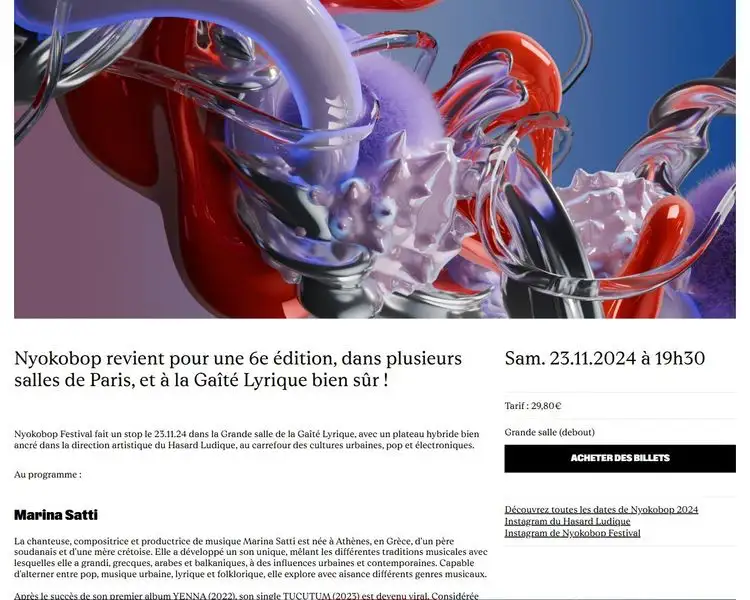 Nyokobop revient pour une 6e édition, dans plusieurs
salles de Paris, et à la Gaîté Lyrique bien sûr !
Nyokobop Festival fait un stop le 23.11.24 dans la Grande salle de la Gaîté Lyrique, avec un plateau hybride bien
ancré dans la direction artistique du Hasard Ludique, au carrefour des cultures urbaines, pop et électroniques.
Au programme :
Marina Satti
La chanteuse, compositrice et productrice de musique Marina Satti est née à Athènes, en Grèce, d'un père
soudanais et d'une mère crétoise. Elle a développé un son unique, mêlant les différentes traditions musicales avec
lesquelles elle a grandi, grecques, arabes et balkaniques, à des influences urbaines et contemporaines. Capable
d'alterner entre pop, musique urbaine, lyrique et folklorique, elle explore avec aisance différents genres musicaux.
Après le succès de son premier album YENNA (2022), son single TUCUTUM (2023) est devenu viral. Considérée
Sam. 23.11.2024 à 19h30
Tarif : 29,80€
Grande salle (debout)
ACHETER DES BILLETS
Découvrez toutes les dates de Nyokobop 2024
Instagram du Hasard Ludique
Instagram de Nyokobop Festival